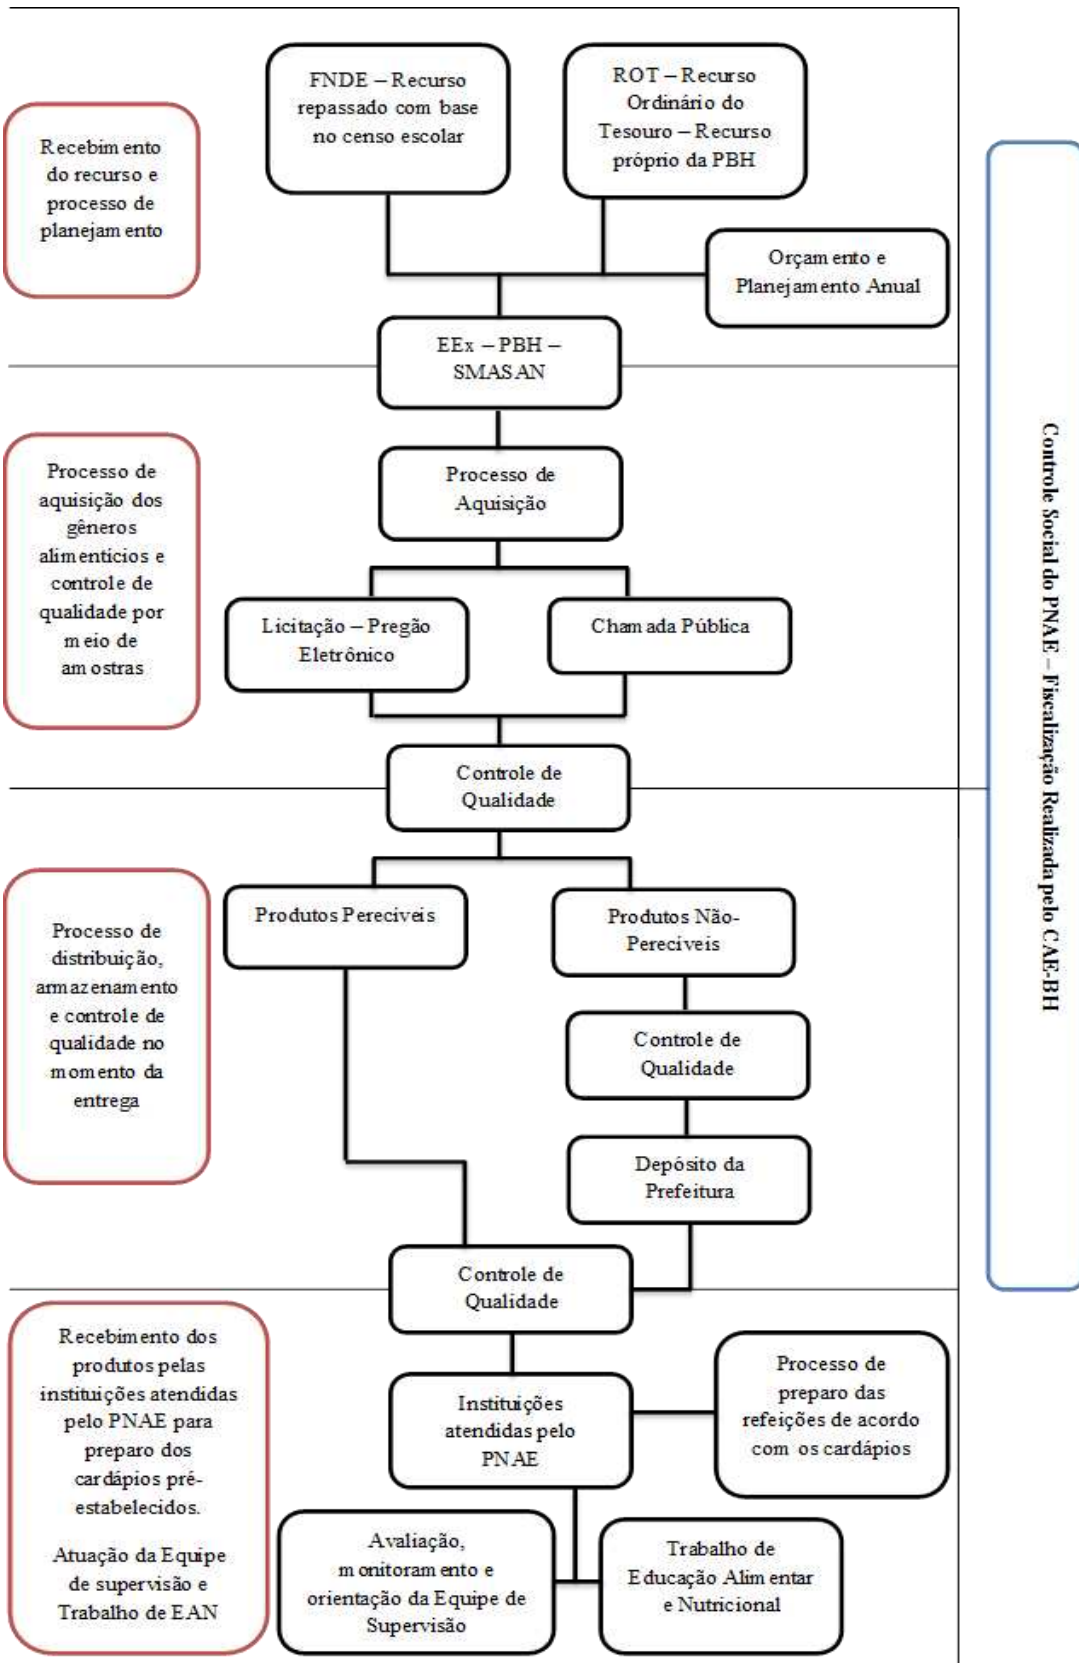 FNDE – Recurso
repassado com base
no censo escolar
ROT – Recurso
Ordinário do
Tesouro – Recurso
próprio da PBH
Recebimento
do recurso e
processo de
planejamento
Orçamento e
Planejamento Anual
EEx – PBH –
SMASAN
Processo de
aquisição dos
gêneros
alimentícios e
controle de
qualidade por
meio de
amostras
Processo de
Aquisição
Licitação – Pregão
Eletrônico
Chamada Pública
Controle de
Qualidade
Processo de
distribuição,
armazenamento
e controle de
qualidade no
momento da
entrega
Produtos Perecíveis
Produtos Não-
Perecíveis
Controle de
Qualidade
Depósito da
Prefeitura
Controle de
Qualidade
Recebimento dos
produtos pelas
instituições atendidas
pelo PNAE para
preparo dos
cardápios pré-
estabelecidos.
Atuação da Equipe
de supervisão e
Trabalho de EAN
Instituições
atendidas pelo
PNAE
Processo de
preparo das
refeições de acordo
com os cardápios
Avaliação,
monitoramento e
orientação da Equipe de
Supervisão
Trabalho de
Educação Alimentar
e Nutricional
Controle Social do PNAE – Fiscalização Realizada pelo CAE-BH